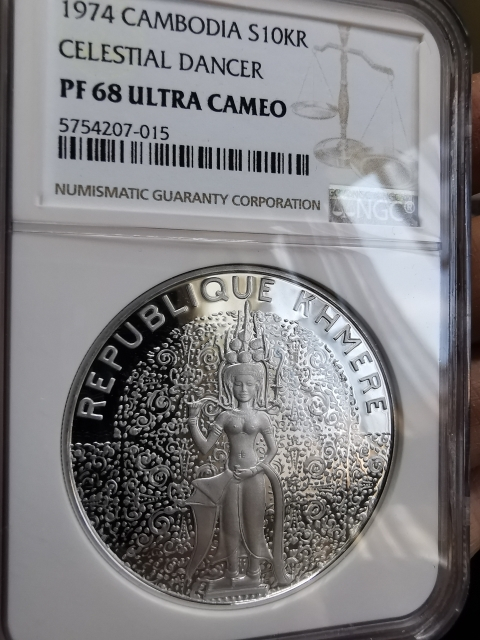 1974 CAMBODIA S10KR
CELESTIAL DANCER
PF 68 ULTRA CAMEO
5754207-015
NUMISMATIC GUARANTY CORPORATION
NGC
REPUBLIQUE KHMERE